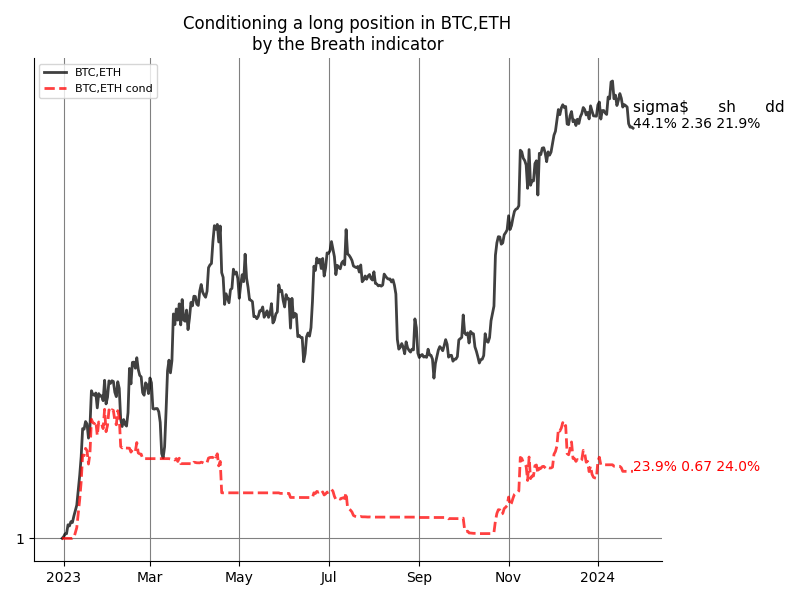 Conditioning a long position in BTC,ETH
by the Breath indicator
BTC,ETH
BTC,ETH cond
sigma$ sh dd
44.1% 2.36 21.9%
23.9% 0.67 24.0%
1
2023 Mar May Jul Sep Nov 2024